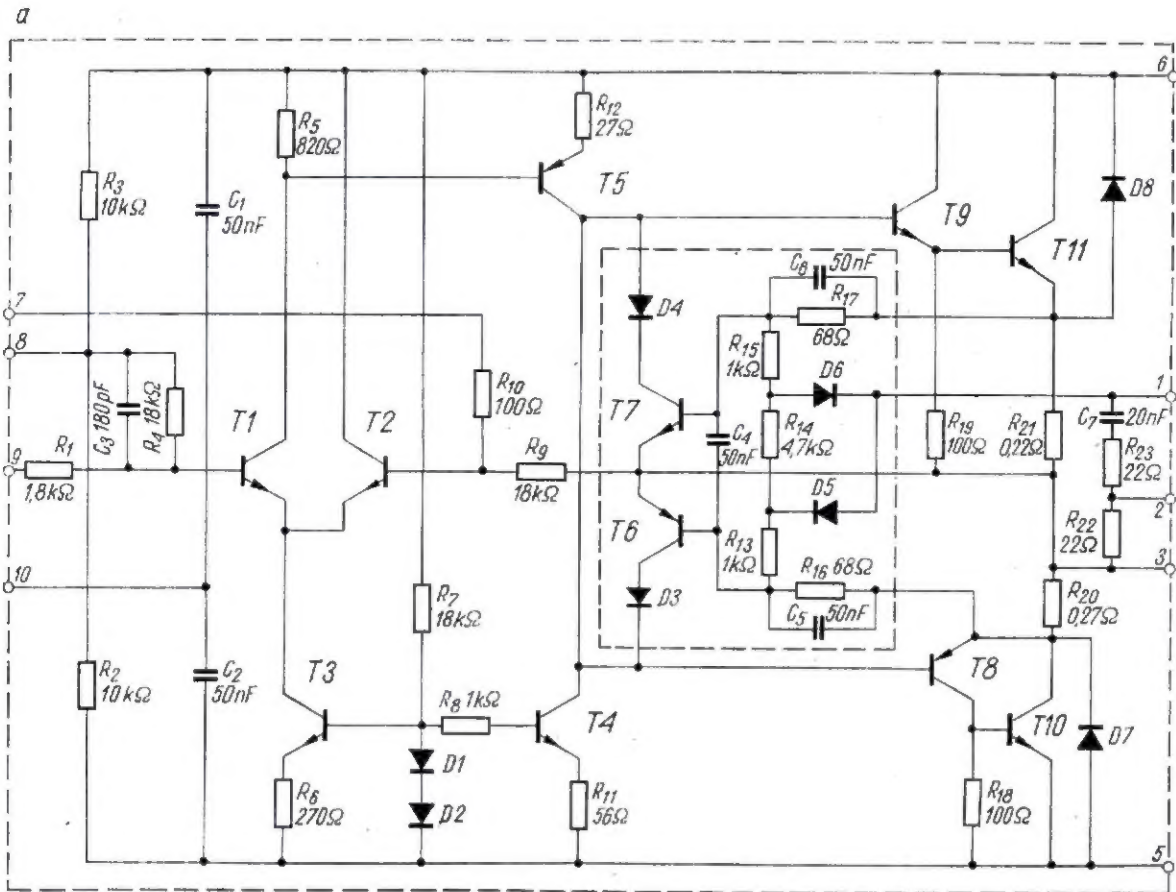 a
6
R12
27Ω
R5
820Ω
T5
R3
10kΩ
C1
50nF
T9
D8
T11
C6 50nF
R17
68Ω
7
D4
8
R15
1kΩ
D6
1
C3 180pF
R4 18kΩ
R10
100Ω
T1
T2
T7
C4
50nF
R14
4,7kΩ
R19
100Ω
R21
0,22Ω
C7
20nF
R23
22Ω
9
R1
1,8kΩ
R9
18kΩ
2
D5
T6
R22
22Ω
R13
1kΩ
3
10
R7
18kΩ
D3
R16 68Ω
C5 50nF
R20
0,27Ω
R2
10kΩ
C2
50nF
T3
R8 1kΩ
T4
T8
T10
D7
D1
R6
270Ω
D2
R11
56Ω
R18
100Ω
5